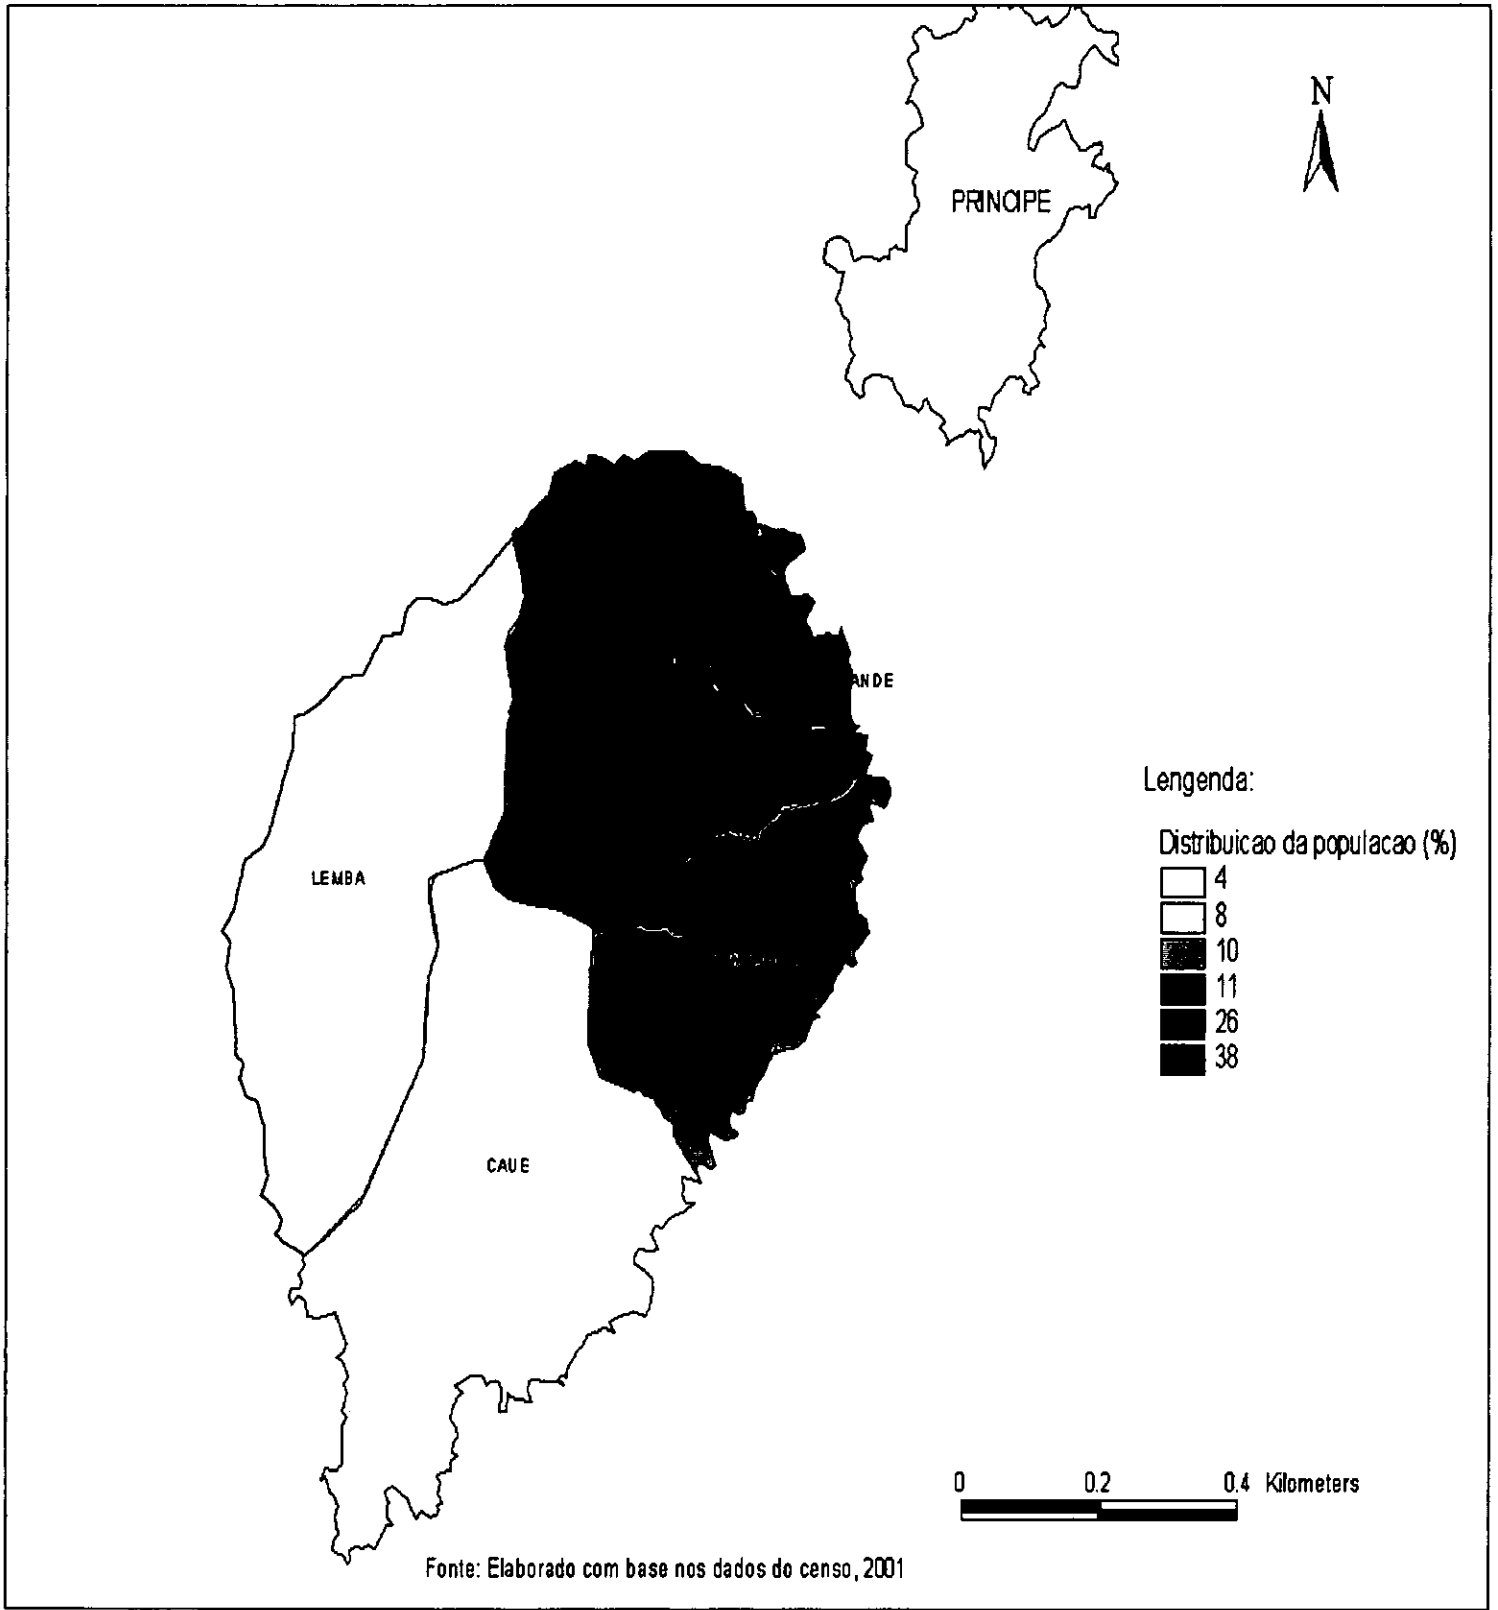 N
PRINCIPE
ANDE
LEMBA
CAUE
Lengenda:
Distribuicao da populacao (%)
4
8
10
11
26
38
0 0.2 0.4 Kilometers
Fonte: Elaborado com base nos dados do censo, 2001